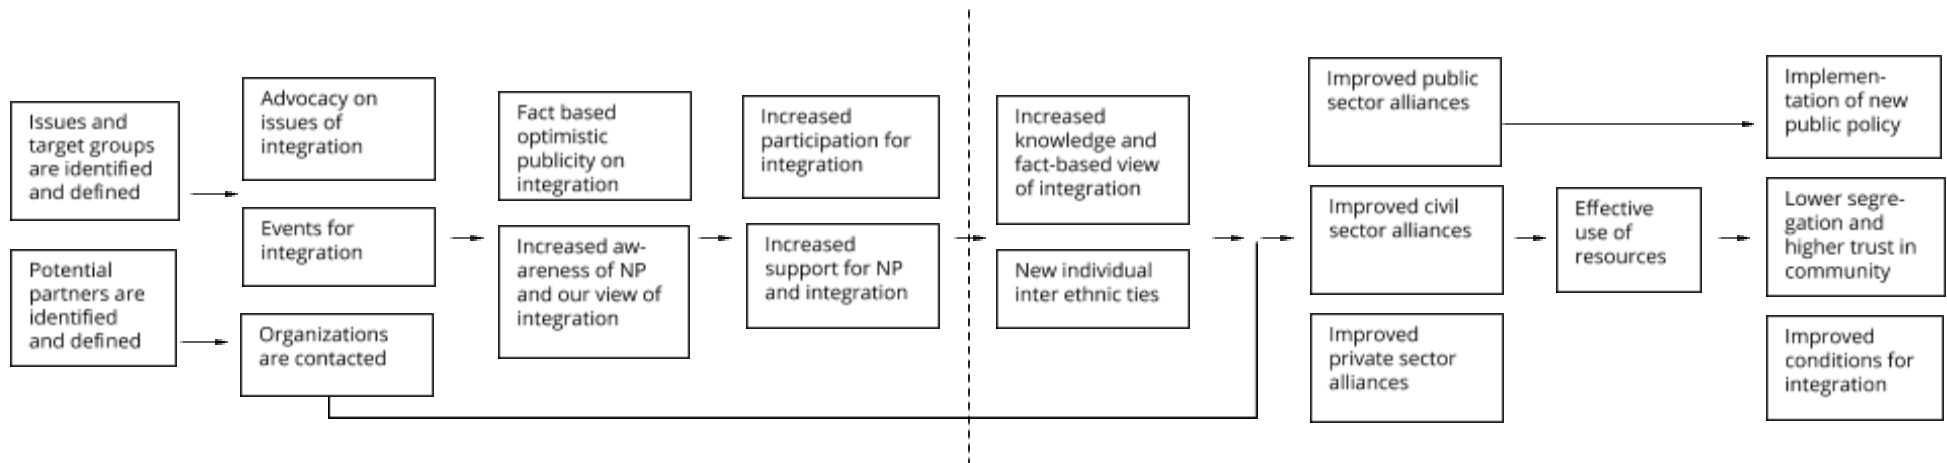 Issues and
target groups
are identified
and defined
Potential
partners are
identified
and defined
Advocacy on
issues of
integration
Events for
integration
Organizations
are contacted
Fact based
optimistic
publicity on
integration
Increased aw-
areness of NP
and our view of
integration
Increased
participation for
integration
Increased
support for NP
and integration
Increased
knowledge and
fact-based view
of integration
New individual
inter ethnic ties
Improved public
sector alliances
Improved civil
sector alliances
Improved
private sector
alliances
Effective
use of
resources
Implemen-
tation of new
public policy
Lower segre-
gation and
higher trust in
community
Improved
conditions for
integration